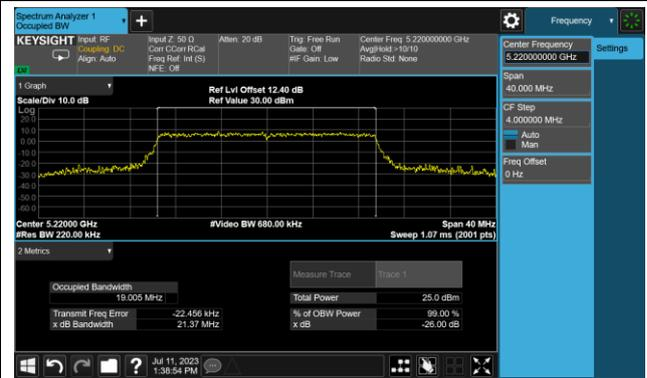 Spectrum Analyzer 1
Occupied BW
Frequency
KEYSIGHT
Input: RF
Coupling: DC
Align: Auto
Input Z: 50 Ω
Corr CCorr RCal
Freq Ref: Int (S)
NFE: Off
Atten: 20 dB
Trig: Free Run
Gate: Off
#IF Gain: Low
Center Freq: 5.220000000 GHz
Avg|Hold:>10/10
Radio Std: None
Center Frequency
5.220000000 GHz
Settings
Span
40.000 MHz
CF Step
4.000000 MHz
Auto
Man
Freq Offset
0 Hz
1 Graph
Scale/Div 10.0 dB
Ref Lvl Offset 12.40 dB
Ref Value 30.00 dBm
Log
20.0
10.0
0.00
-10.0
-20.0
-30.0
-40.0
-50.0
-60.0
Center 5.22000 GHz
#Video BW 680.00 kHz
Span 40 MHz
#Res BW 220.00 kHz
Sweep 1.07 ms (2001 pts)
2 Metrics
Measure Trace
Trace 1
Occupied Bandwidth
19.005 MHz
Total Power
25.0 dBm
Transmit Freq Error
-22.456 kHz
% of OBW Power
99.00 %
x dB Bandwidth
21.37 MHz
x dB
-26.00 dB
Jul 11, 2023
1:38:54 PM